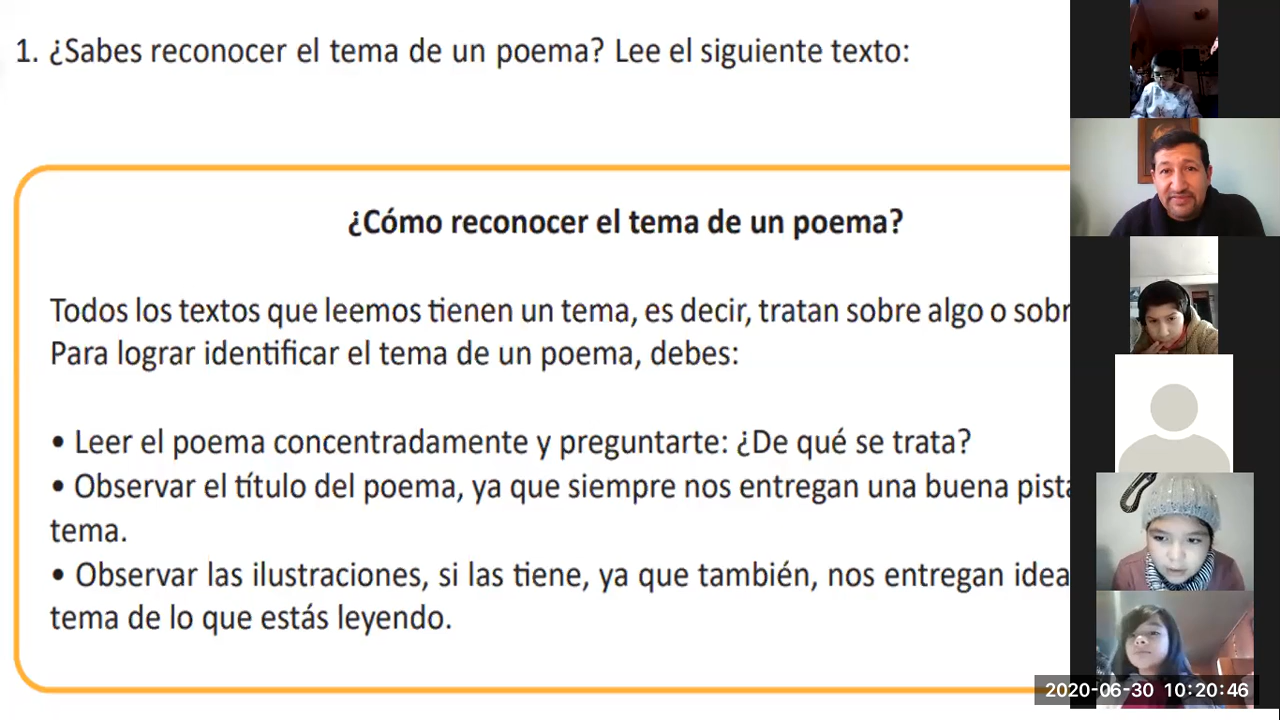 1. ¿Sabes reconocer el tema de un poema? Lee el siguiente texto:
¿Cómo reconocer el tema de un poema?
Todos los textos que leemos tienen un tema, es decir, tratan sobre algo o sobr
Para lograr identificar el tema de un poema, debes:
• Leer el poema concentradamente y preguntarte: ¿De qué se trata?
• Observar el título del poema, ya que siempre nos entregan una buena pista
tema.
• Observar las ilustraciones, si las tiene, ya que también, nos entregan idea
tema de lo que estás leyendo.
2020-06-30 10:20:46